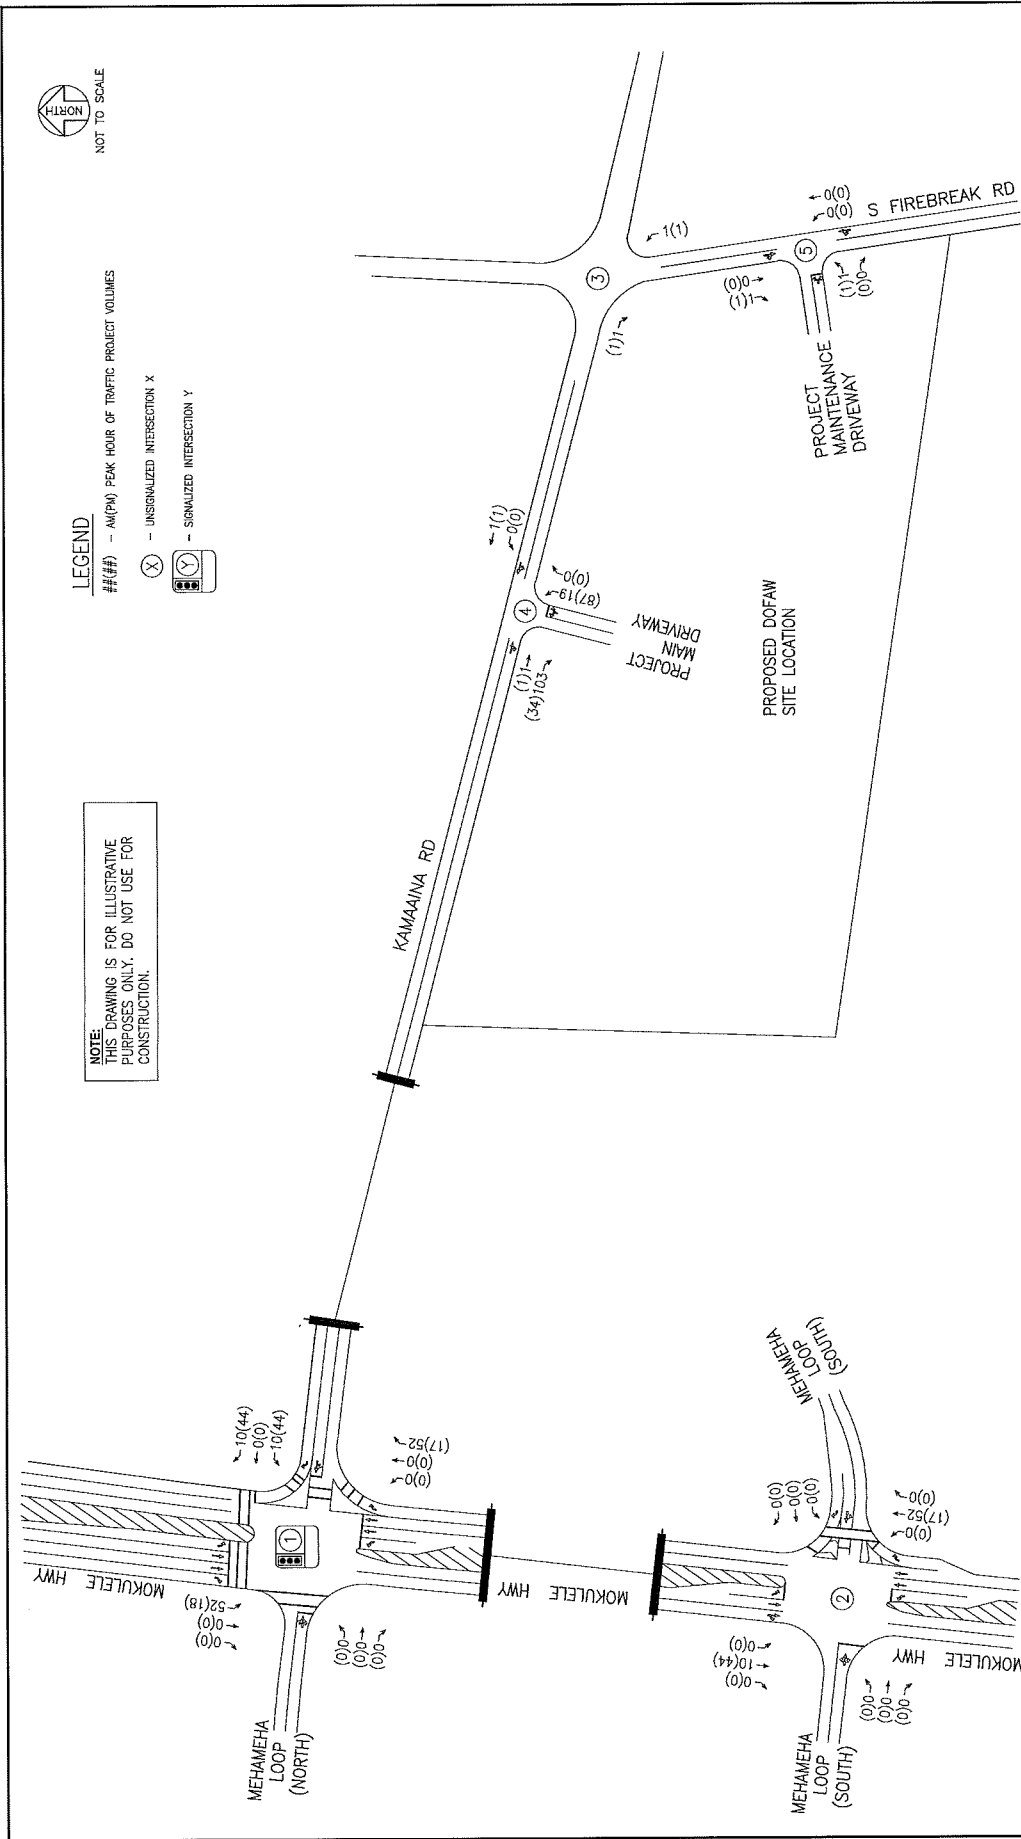 NORTH
NOT TO SCALE
LEGEND
##(##) - AM(PM) PEAK HOUR OF TRAFFIC PROJECT VOLUMES
X - UNSIGNALIZED INTERSECTION X
Y - SIGNALIZED INTERSECTION Y
NOTE:
THIS DRAWING IS FOR ILLUSTRATIVE
PURPOSES ONLY. DO NOT USE FOR
CONSTRUCTION.
MOKULELE HWY
52(18)
0(0)
0(0)
10(44)
0(0)
10(44)
1
MEHAMEHA
LOOP
(NORTH)
(0)0
(0)0
(0)0
(0)0
(0)0
(17)52
MOKULELE HWY
0(0)
10(44)
0(0)
0(0)
0(0)
0(0)
2
MEHAMEHA
LOOP
(SOUTH)
MEHAMEHA
LOOP
(SOUTH)
(0)0
(0)0
(0)0
(0)0
(17)52
(0)0
MOKULELE HWY
KAMAAINA RD
(1)1
(34)103
4
1(1)
0(0)
(87)19
(0)0
PROJECT
MAIN
DRIVEWAY
PROPOSED DOFAW
SITE LOCATION
3
(1)1
1(1)
(0)0
(1)1
5
0(0)
0(0)
(1)1
(0)0
PROJECT
MAINTENANCE
DRIVEWAY
S FIREBREAK RD